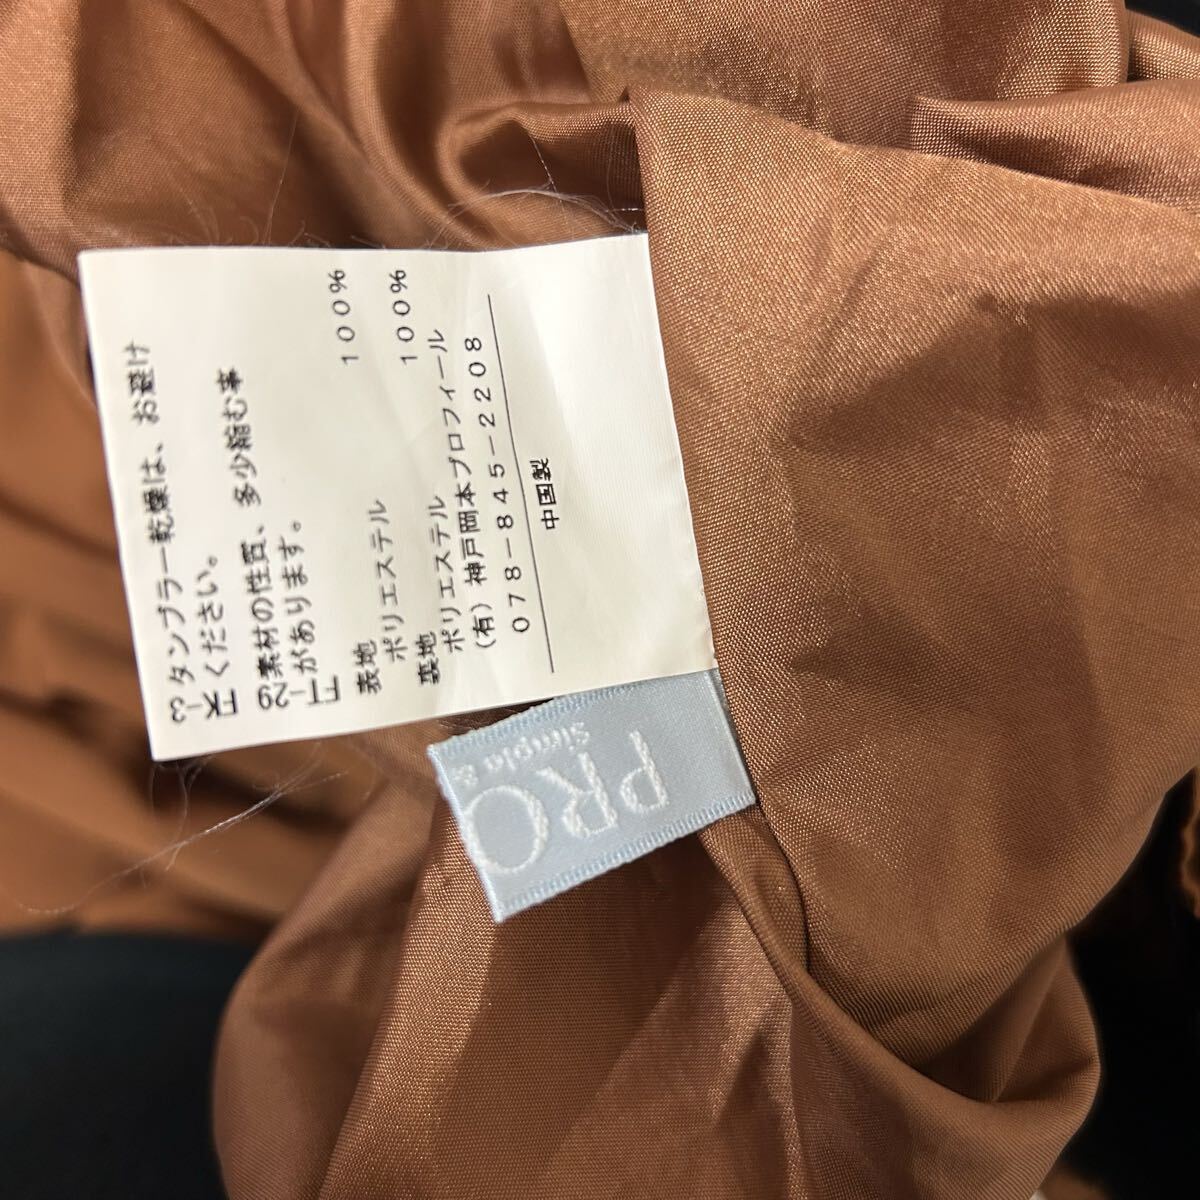 タンブラー乾燥は、お避け
ください。
素材の性質、多少縮む事
があります。
表地
ポリエステル 100%
裏地
ポリエステル 100%
(有)神戸岡本プロフィール
078-845-2208
中国製
PRO
Simple &